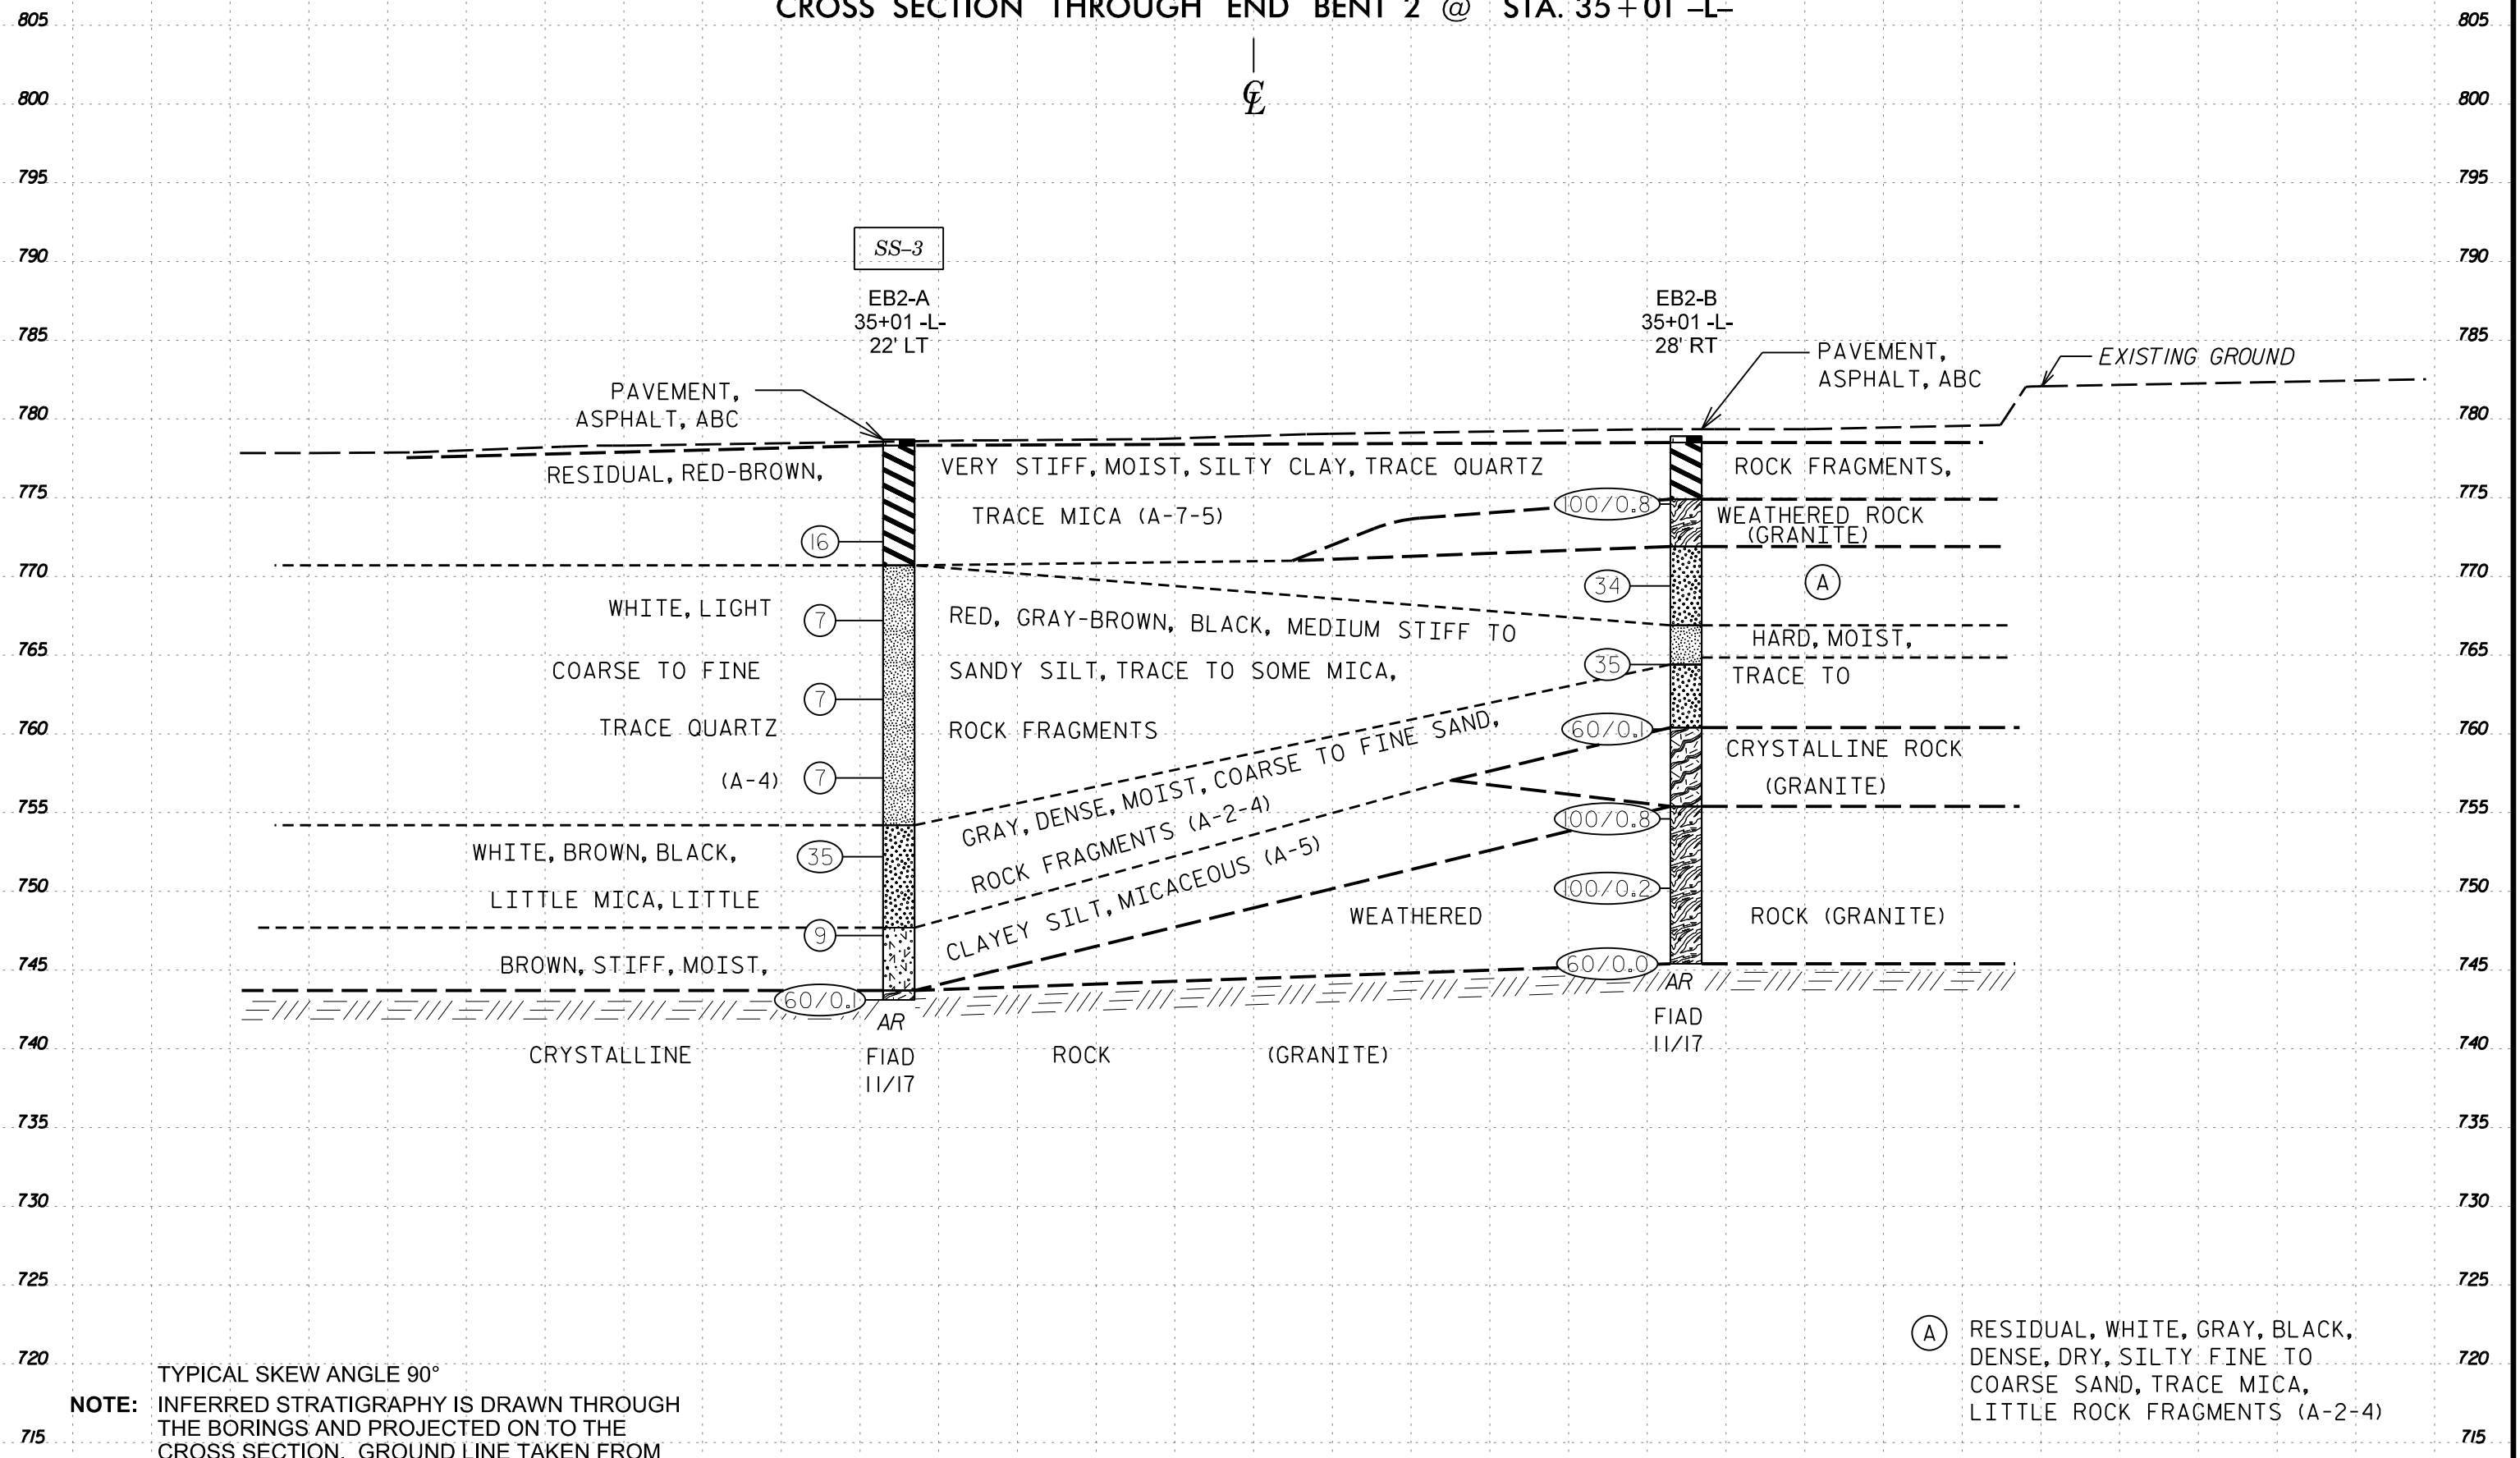 CROSS SECTION THROUGH END BENT 2 @ STA. 35+01 -L-
805 805
℄
800 800
795 795
SS-3
790 790
EB2-A EB2-B
35+01 -L- 35+01 -L-
22' LT 28' RT
785 785
PAVEMENT, EXISTING GROUND
ASPHALT, ABC
PAVEMENT,
ASPHALT, ABC
780 780
RESIDUAL, RED-BROWN, VERY STIFF, MOIST, SILTY CLAY, TRACE QUARTZ ROCK FRAGMENTS,
775 775
100/0.8
TRACE MICA (A-7-5) WEATHERED ROCK
(GRANITE)
16
770 770
34 A
WHITE, LIGHT 7 RED, GRAY-BROWN, BLACK, MEDIUM STIFF TO HARD, MOIST,
765 765
35
COARSE TO FINE SANDY SILT, TRACE TO SOME MICA, TRACE TO
7
760 760
TRACE QUARTZ ROCK FRAGMENTS 60/0.1
CRYSTALLINE ROCK
(A-4) 7 (GRANITE)
755 755
GRAY, DENSE, MOIST, COARSE TO FINE SAND, 100/0.8
WHITE, BROWN, BLACK, 35
ROCK FRAGMENTS (A-2-4)
750 750
100/0.2
LITTLE MICA, LITTLE
CLAYEY SILT, MICACEOUS (A-5)
9 WEATHERED ROCK (GRANITE)
745 745
BROWN, STIFF, MOIST, 60/0.0
AR
60/0.1
AR FIAD
11/17
740 740
CRYSTALLINE FIAD ROCK (GRANITE)
11/17
735 735
730 730
725 725
A RESIDUAL, WHITE, GRAY, BLACK,
DENSE, DRY, SILTY FINE TO
COARSE SAND, TRACE MICA,
LITTLE ROCK FRAGMENTS (A-2-4)
720 720
TYPICAL SKEW ANGLE 90°
NOTE: INFERRED STRATIGRAPHY IS DRAWN THROUGH
THE BORINGS AND PROJECTED ON TO THE
CROSS SECTION. GROUND LINE TAKEN FROM
715 715